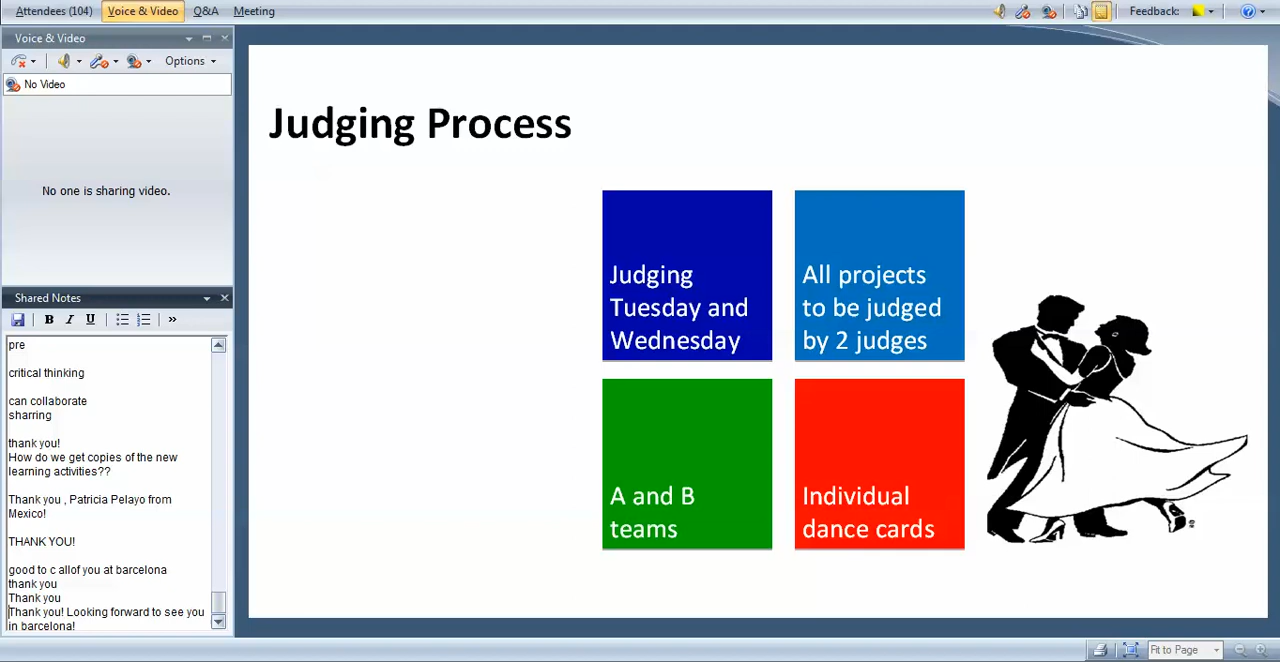 Attendees (104) Voice & Video Q&A Meeting Feedback:
Voice & Video
Options
No Video
No one is sharing video.
Shared Notes
B I U »
pre
critical thinking
can collaborate
sharring
thank you!
How do we get copies of the new
learning activities??
Thank you , Patricia Pelayo from
Mexico!
THANK YOU!
good to c allof you at barcelona
thank you
Thank you
Thank you! Looking forward to see you
in barcelona!
Judging Process
Judging
Tuesday and
Wednesday
All projects
to be judged
by 2 judges
A and B
teams
Individual
dance cards
Fit to Page